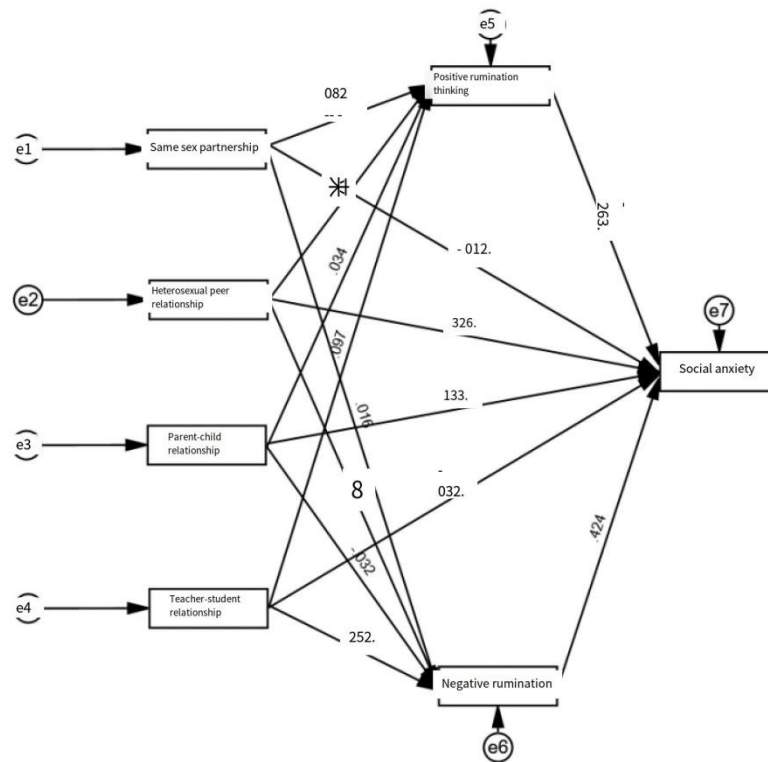 e5
Positive rumination
thinking
082
e1
Same sex partnership
- 263.
.034
- 012.
e2
Heterosexual peer
relationship
326.
e7
.097
Social anxiety
133.
.016
e3
Parent-child
relationship
8
- 032.
.424
-.032
e4
Teacher-student
relationship
252.
Negative rumination
e6